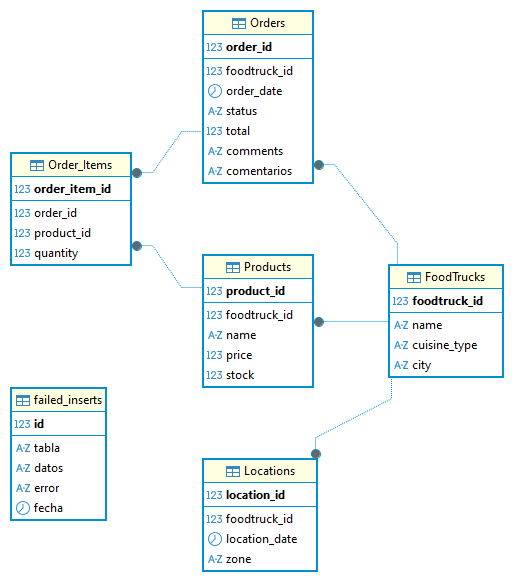 Orders
123 order_id
123 foodtruck_id
order_date
A-Z status
123 total
A-Z comments
A-Z comentarios
Order_Items
123 order_item_id
123 order_id
123 product_id
123 quantity
Products
123 product_id
123 foodtruck_id
A-Z name
123 price
123 stock
FoodTrucks
123 foodtruck_id
A-Z name
A-Z cuisine_type
A-Z city
failed_inserts
123 id
A-Z tabla
A-Z datos
A-Z error
fecha
Locations
123 location_id
123 foodtruck_id
location_date
A-Z zone